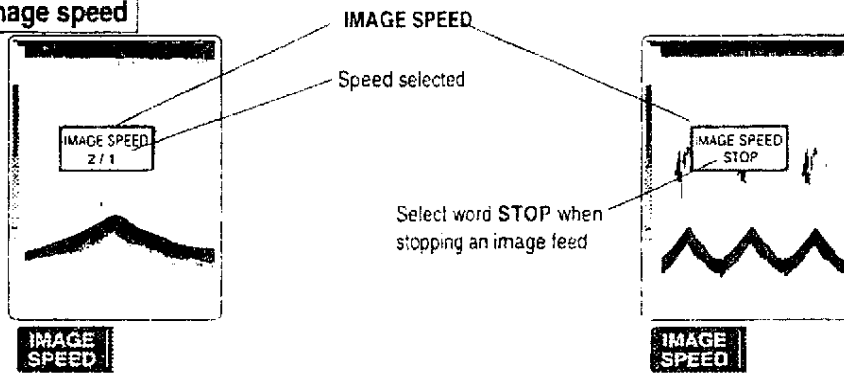 mage speed
IMAGE SPEED
Speed selected
IMAGE SPEED
2 / 1
IMAGE SPEED
STOP
Select word STOP when
stopping an image feed
IMAGE
SPEED
IMAGE
SPEED